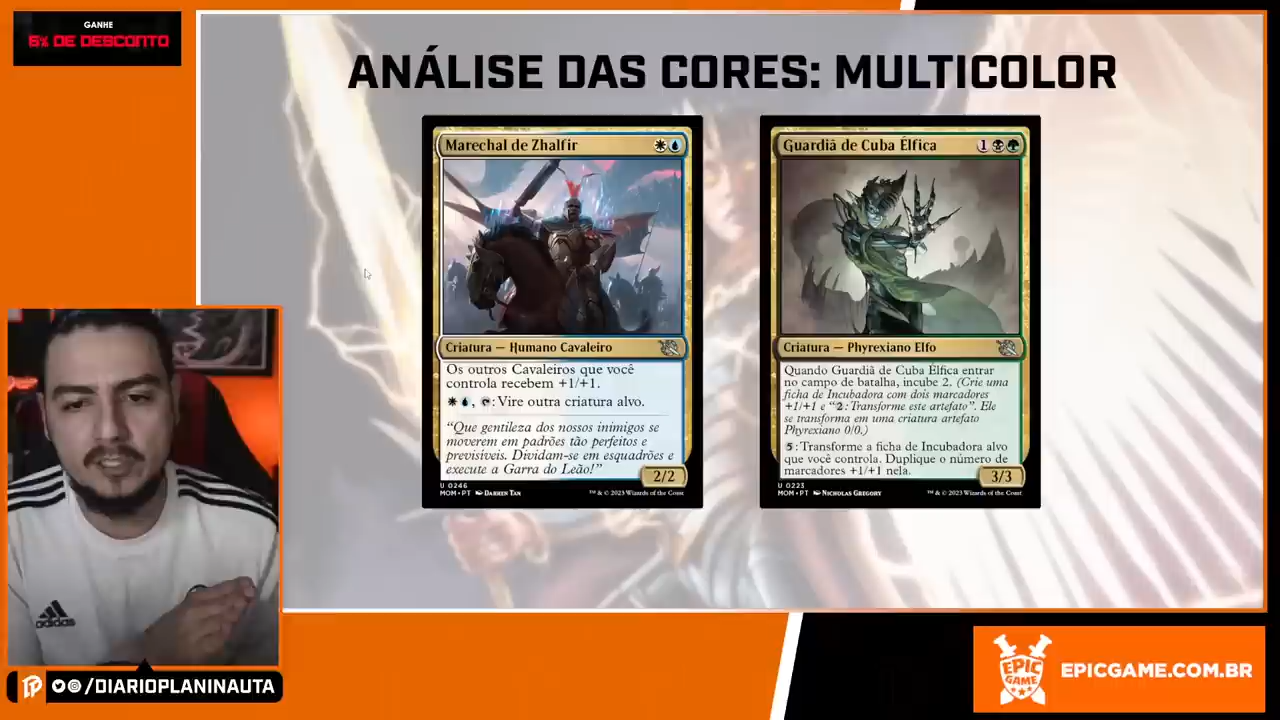 GANHE
6% DE DESCONTO
ANÁLISE DAS CORES: MULTICOLOR
Marechal de Zhalfir
Criatura — Humano Cavaleiro
Os outros Cavaleiros que você
controla recebem +1/+1.
, : Vire outra criatura alvo.
“Que gentileza dos nossos inimigos se
moverem em padrões tão perfeitos e
previsíveis. Dividam-se em esquadrões e
execute a Garra do Leão!”
2/2
U 0246
MOM • PT Darren Tan
™ & © 2023 Wizards of the Coast
Guardiã de Cuba Élfica
1
Criatura — Phyrexiano Elfo
Quando Guardiã de Cuba Élfica entrar
no campo de batalha, incube 2. (Crie uma
ficha de Incubadora com dois marcadores
+1/+1 e “2: Transforme este artefato”. Ele
se transforma em uma criatura artefato
Phyrexiano 0/0.)
5: Transforme a ficha de Incubadora alvo
que você controla. Duplique o número de
marcadores +1/+1 nela.
3/3
U 0223
MOM • PT Nicholas Gregory
™ & © 2023 Wizards of the Coast
adidas
/DIARIOPLANINAUTA
EPIC
GAME
EPICGAME.COM.BR